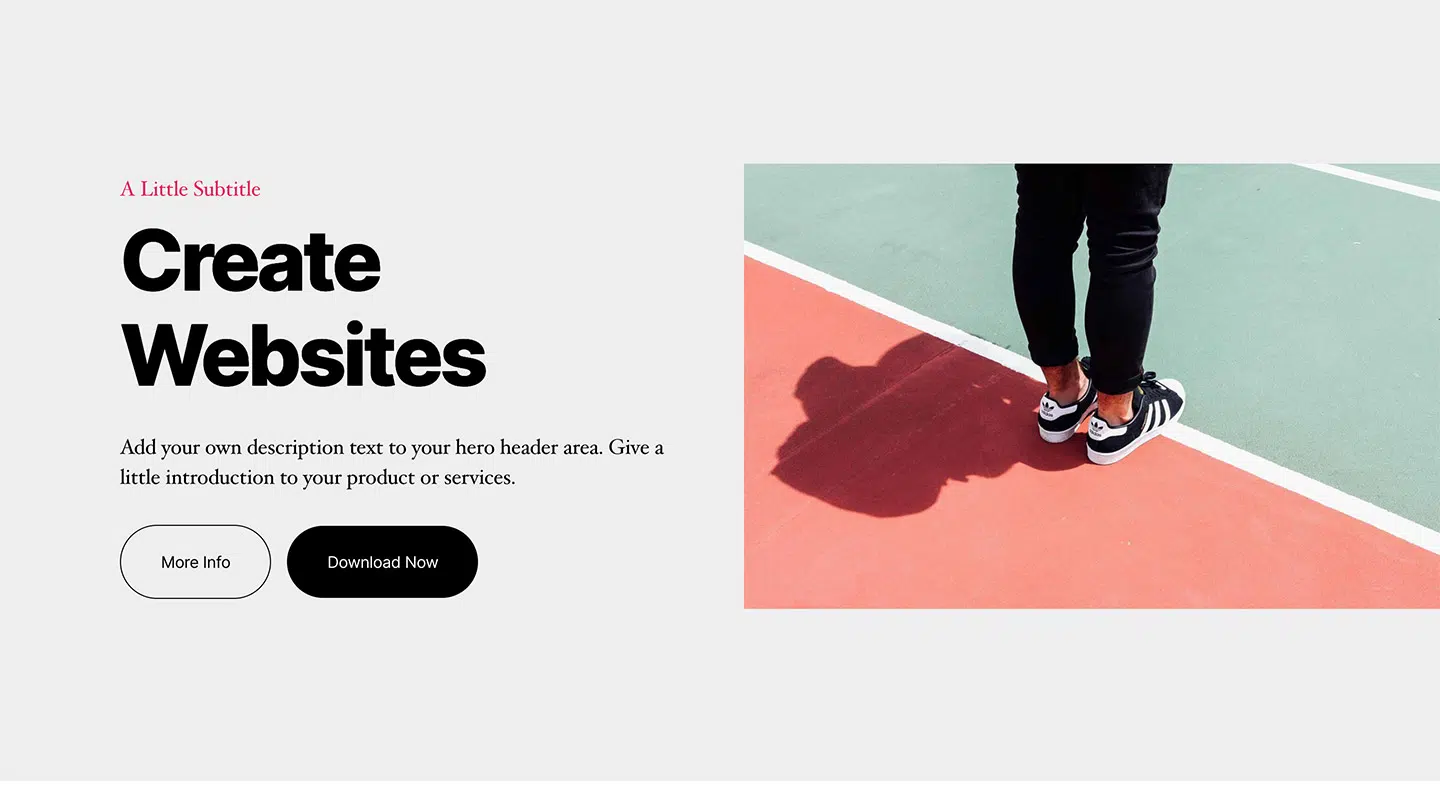 A Little Subtitle
Create
Websites
Add your own description text to your hero header area. Give a
little introduction to your product or services.
More Info
Download Now